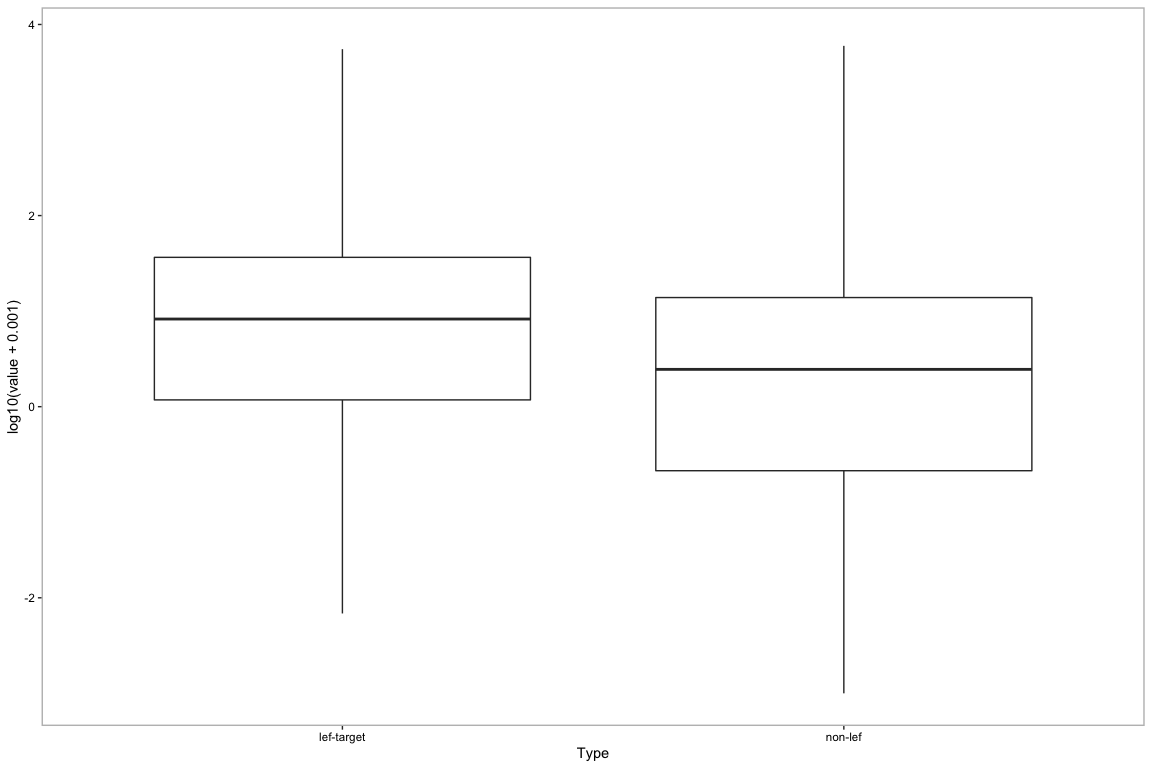 4
2
0
-2
log10(value + 0.001)
lef-target
non-lef
Type